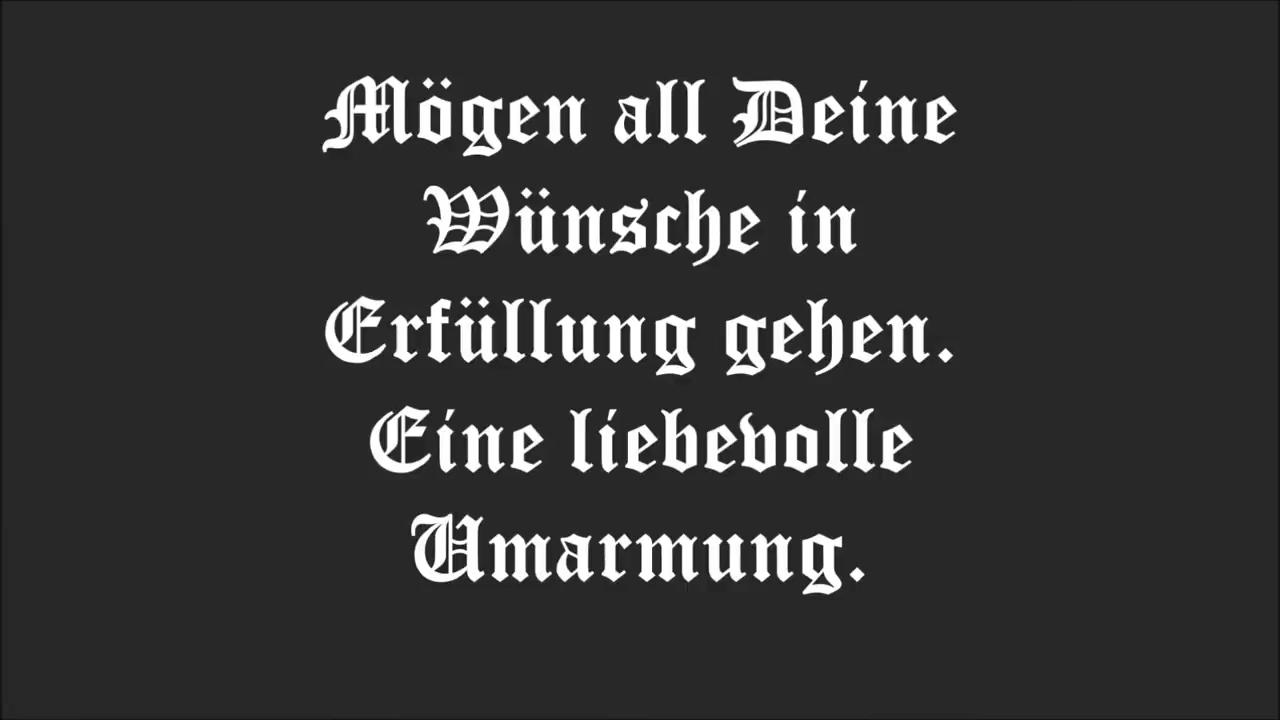 Mögen all Deine
Wünsche in
Erfüllung gehen.
Eine liebevolle
Umarmung.